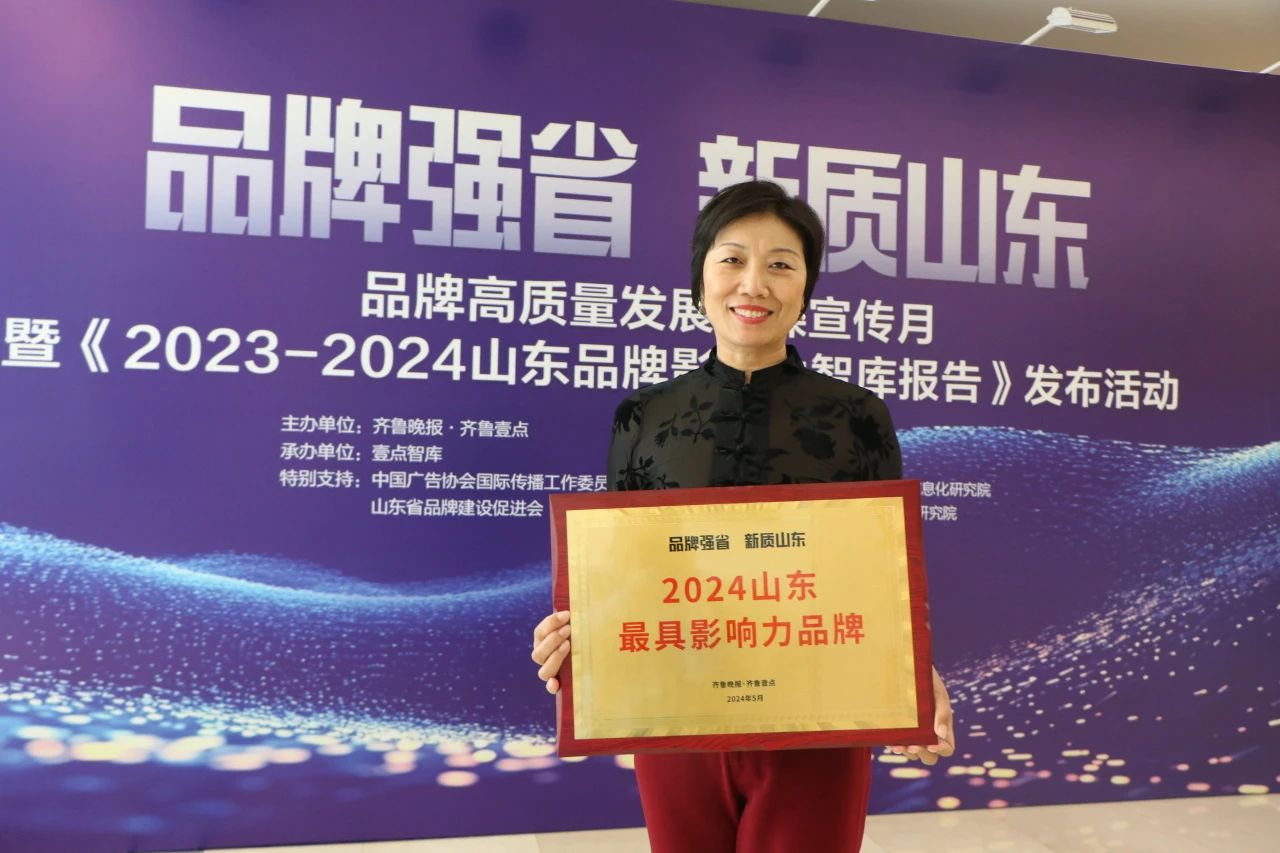 品牌强省 新质山东
品牌高质量发展 宣传月
暨《2023-2024山东品牌影 智库报告》发布活动
主办单位：齐鲁晚报·齐鲁壹点
承办单位：壹点智库
特别支持：中国广告协会国际传播工作委员 息化研究院
山东省品牌建设促进会 研究院
品牌强省 新质山东
2024山东
最具影响力品牌
齐鲁晚报·齐鲁壹点
2024年5月